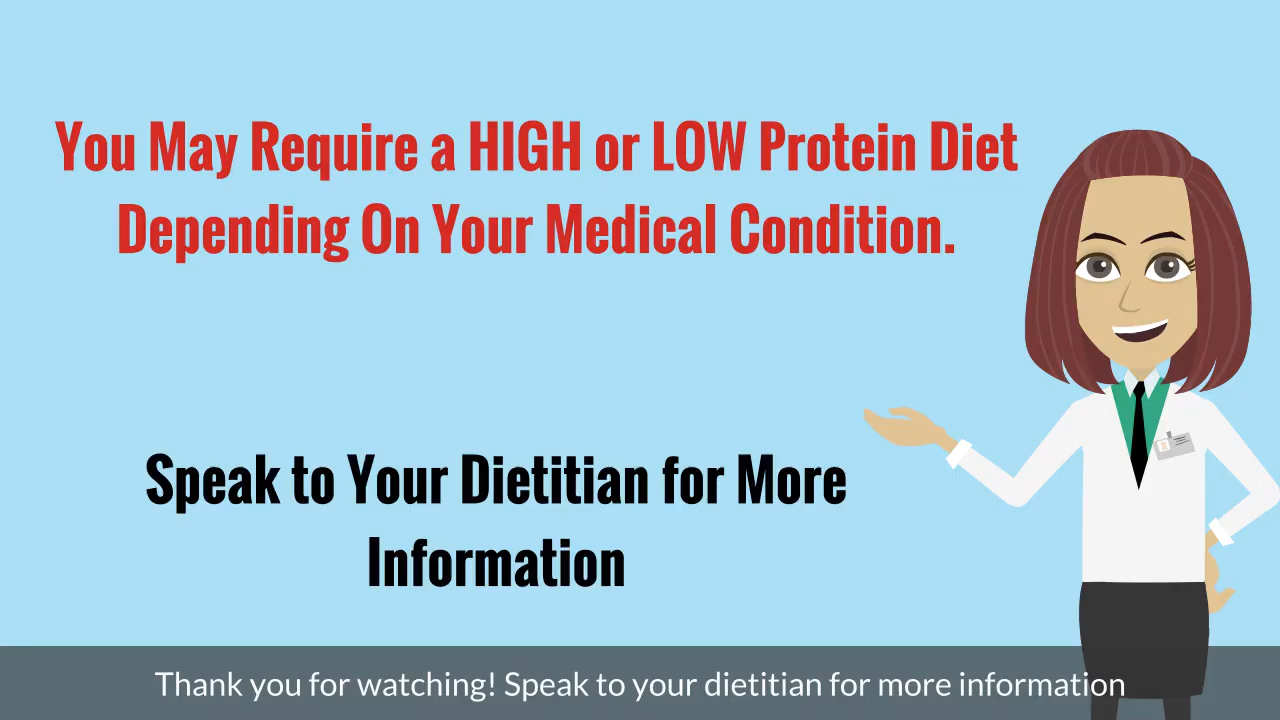 You May Require a HIGH or LOW Protein Diet
Depending On Your Medical Condition.
Speak to Your Dietitian for More
Information
Thank you for watching! Speak to your dietitian for more information